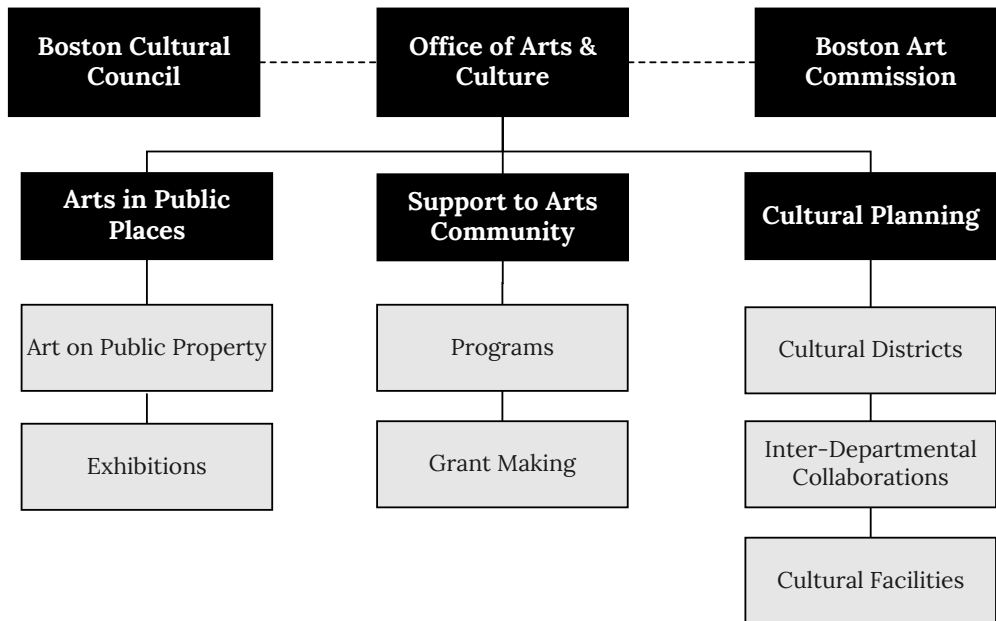 Boston Cultural
Council
Office of Arts &
Culture
Boston Art
Commission
Arts in Public
Places
Support to Arts
Community
Cultural Planning
Art on Public Property
Programs
Cultural Districts
Exhibitions
Grant Making
Inter-Departmental
Collaborations
Cultural Facilities